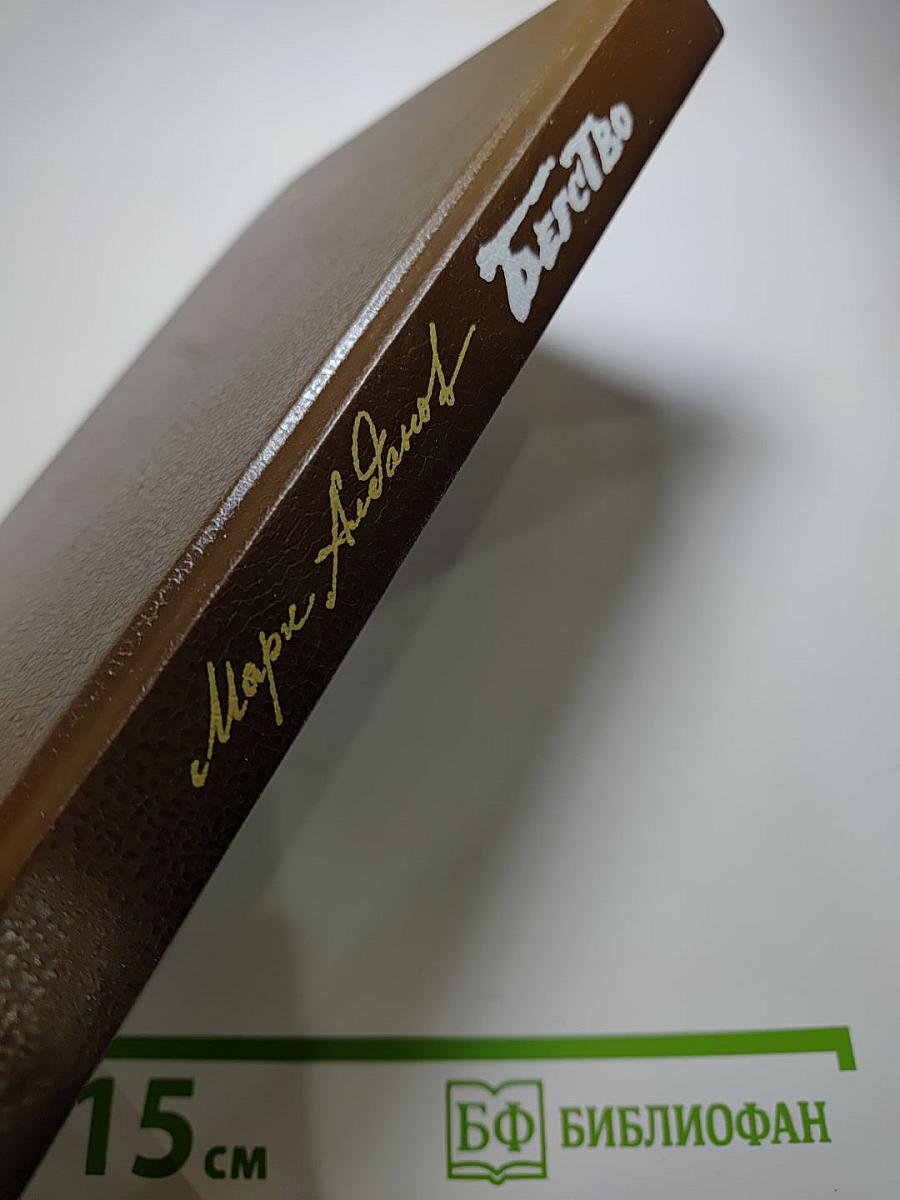 Марк Алданов
Бегство
15 см
БФ БИБЛИОФАН